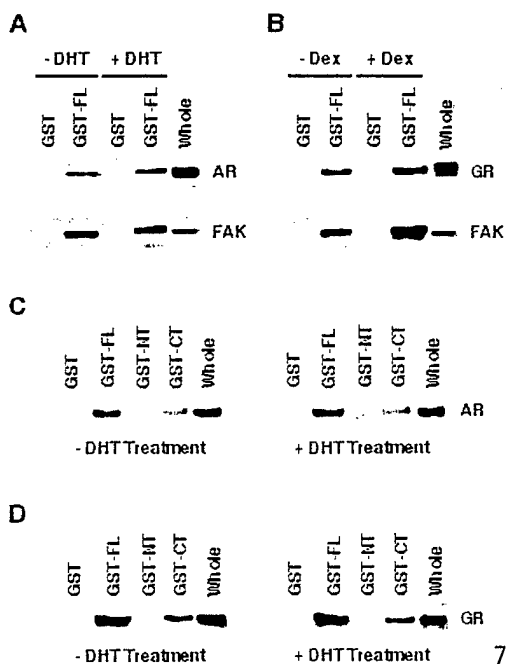 A
B
- DHT + DHT
- Dex + Dex
GST GST-FL GST GST-FL Whole
GST GST-FL GST GST-FL Whole
AR
GR
FAK
FAK
C
GST GST-FL GST-NT GST-CT Whole
GST GST-FL GST-NT GST-CT Whole
AR
- DHT Treatment
+ DHT Treatment
D
GST GST-FL GST-NT GST-CT Whole
GST GST-FL GST-NT GST-CT Whole
GR
- DHT Treatment
+ DHT Treatment
7